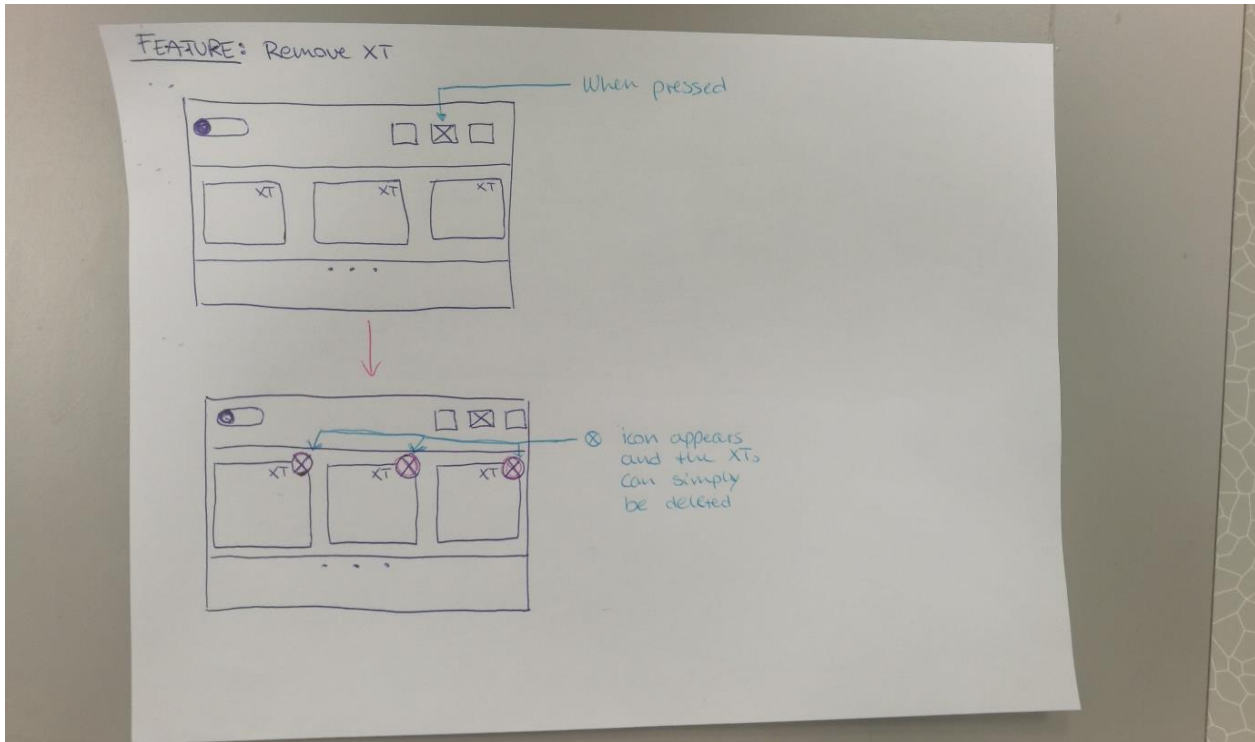 FEATURE: Remove XT
When pressed
XT XT XT
XT XT XT
⊗ icon appears
and the XTs
can simply
be deleted